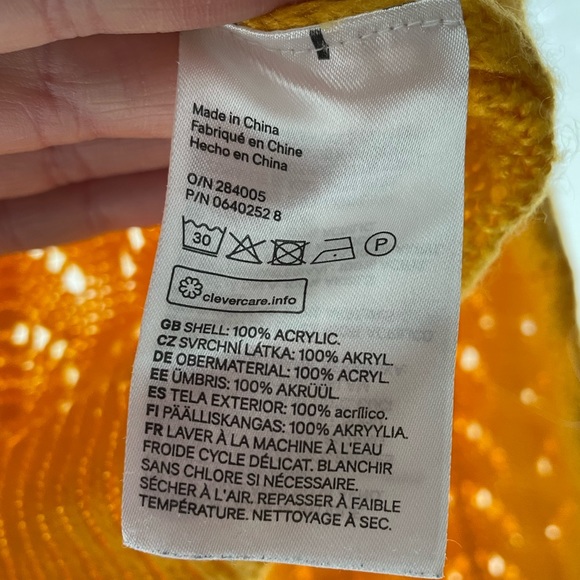 Made in China
Fabriqué en Chine
Hecho en China
O/N 284005
P/N 0640252 8
30 P
clevercare.info
GB SHELL: 100% ACRYLIC.
CZ SVRCHNÍ LÁTKA: 100% AKRYL.
DE OBERMATERIAL: 100% ACRYL.
EE ÜMBRIS: 100% AKRÜÜL.
ES TELA EXTERIOR: 100% acrílico.
FI PÄÄLLISKANGAS: 100% AKRYYLIA.
FR LAVER À LA MACHINE À L'EAU
FROIDE CYCLE DÉLICAT. BLANCHIR
SANS CHLORE SI NÉCESSAIRE.
SÉCHER À L'AIR. REPASSER À FAIBLE
TEMPÉRATURE. NETTOYAGE À SEC.